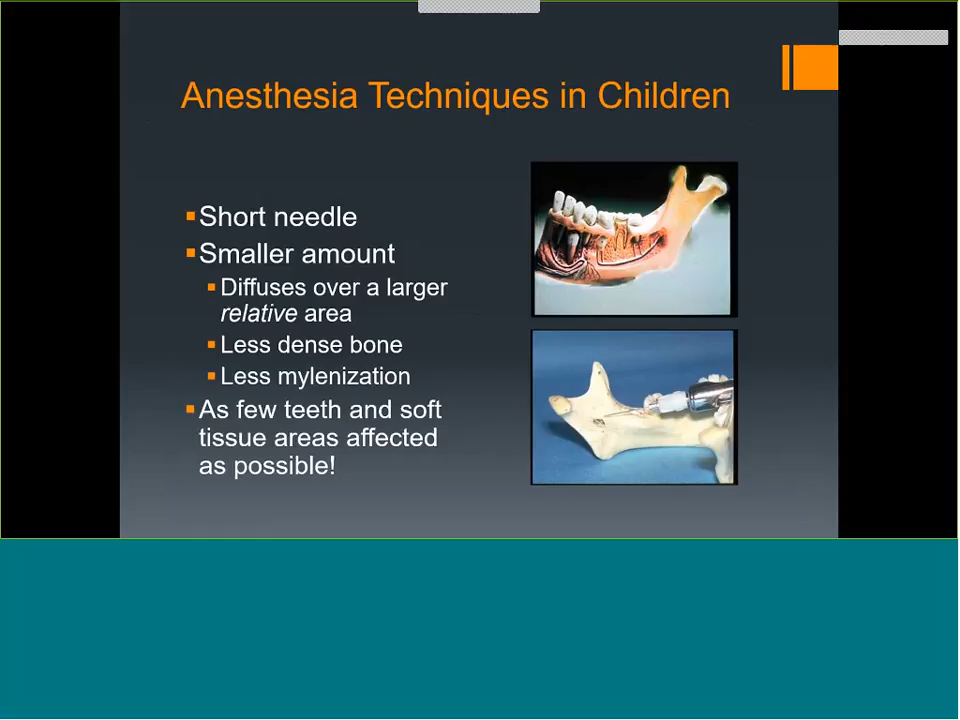 Anesthesia Techniques in Children
Short needle
Smaller amount
Diffuses over a larger
relative area
Less dense bone
Less mylenization
As few teeth and soft
tissue areas affected
as possible!